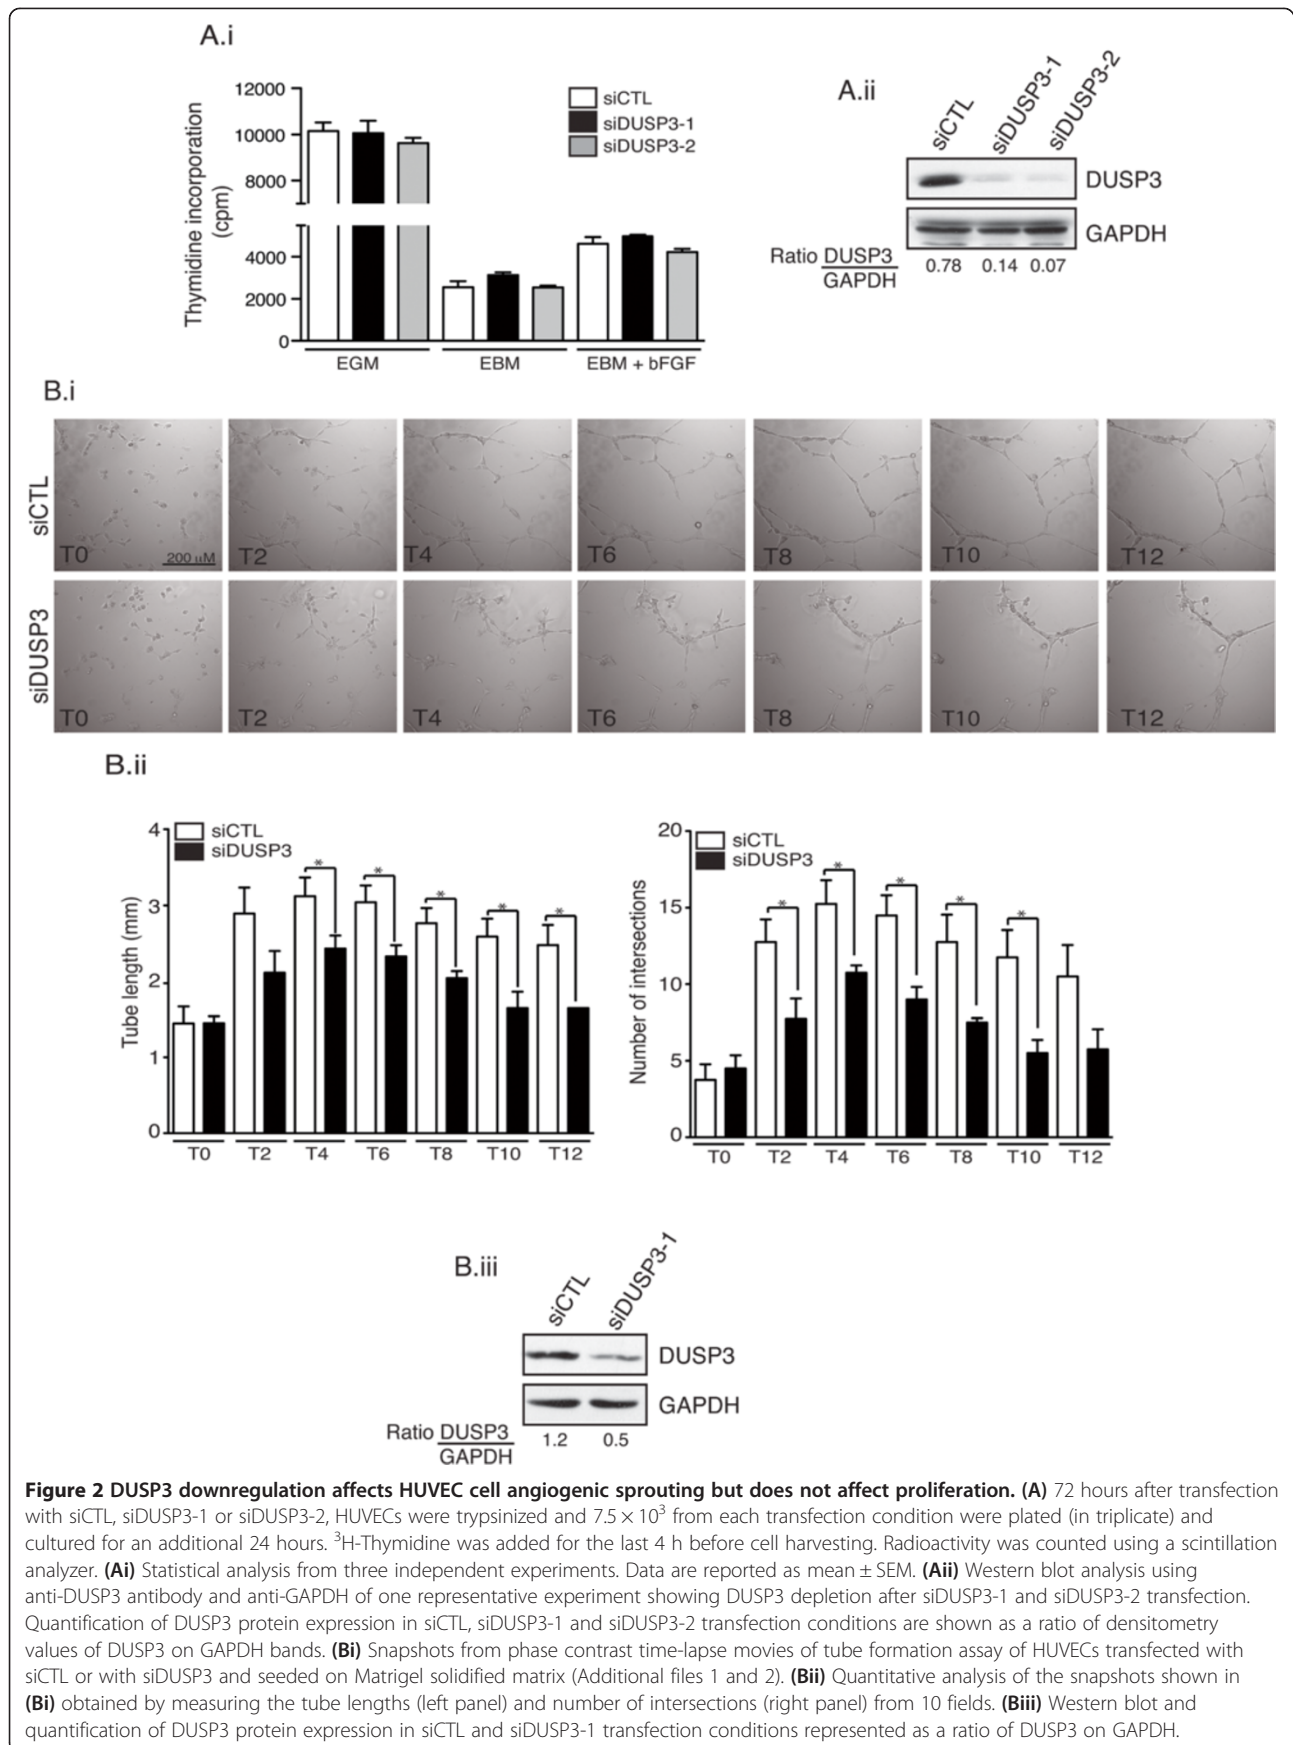 A.i
12000
10000
8000
4000
2000
0
Thymidine incorporation
(cpm)
siCTL
siDUSP3-1
siDUSP3-2
EGM
EBM
EBM + bFGF
A.ii
siCTL
siDUSP3-1
siDUSP3-2
DUSP3
GAPDH
Ratio DUSP3
GAPDH
0.78 0.14 0.07
B.i
siCTL
T0 200 µM T2 T4 T6 T8 T10 T12
siDUSP3
T0 T2 T4 T6 T8 T10 T12
B.ii
4
3
2
1
0
Tube length (mm)
siCTL
siDUSP3
* * * * *
T0 T2 T4 T6 T8 T10 T12
20
15
10
5
0
Number of intersections
siCTL
siDUSP3
* * * * *
T0 T2 T4 T6 T8 T10 T12
B.iii
siCTL
siDUSP3-1
DUSP3
GAPDH
Ratio DUSP3
GAPDH
1.2 0.5
Figure 2 DUSP3 downregulation affects HUVEC cell angiogenic sprouting but does not affect proliferation. (A) 72 hours after transfection
with siCTL, siDUSP3-1 or siDUSP3-2, HUVECs were trypsinized and 7.5 × 10³ from each transfection condition were plated (in triplicate) and
cultured for an additional 24 hours. ³H-Thymidine was added for the last 4 h before cell harvesting. Radioactivity was counted using a scintillation
analyzer. (Ai) Statistical analysis from three independent experiments. Data are reported as mean ± SEM. (Aii) Western blot analysis using
anti-DUSP3 antibody and anti-GAPDH of one representative experiment showing DUSP3 depletion after siDUSP3-1 and siDUSP3-2 transfection.
Quantification of DUSP3 protein expression in siCTL, siDUSP3-1 and siDUSP3-2 transfection conditions are shown as a ratio of densitometry
values of DUSP3 on GAPDH bands. (Bi) Snapshots from phase contrast time-lapse movies of tube formation assay of HUVECs transfected with
siCTL or with siDUSP3 and seeded on Matrigel solidified matrix (Additional files 1 and 2). (Bii) Quantitative analysis of the snapshots shown in
(Bi) obtained by measuring the tube lengths (left panel) and number of intersections (right panel) from 10 fields. (Biii) Western blot and
quantification of DUSP3 protein expression in siCTL and siDUSP3-1 transfection conditions represented as a ratio of DUSP3 on GAPDH.